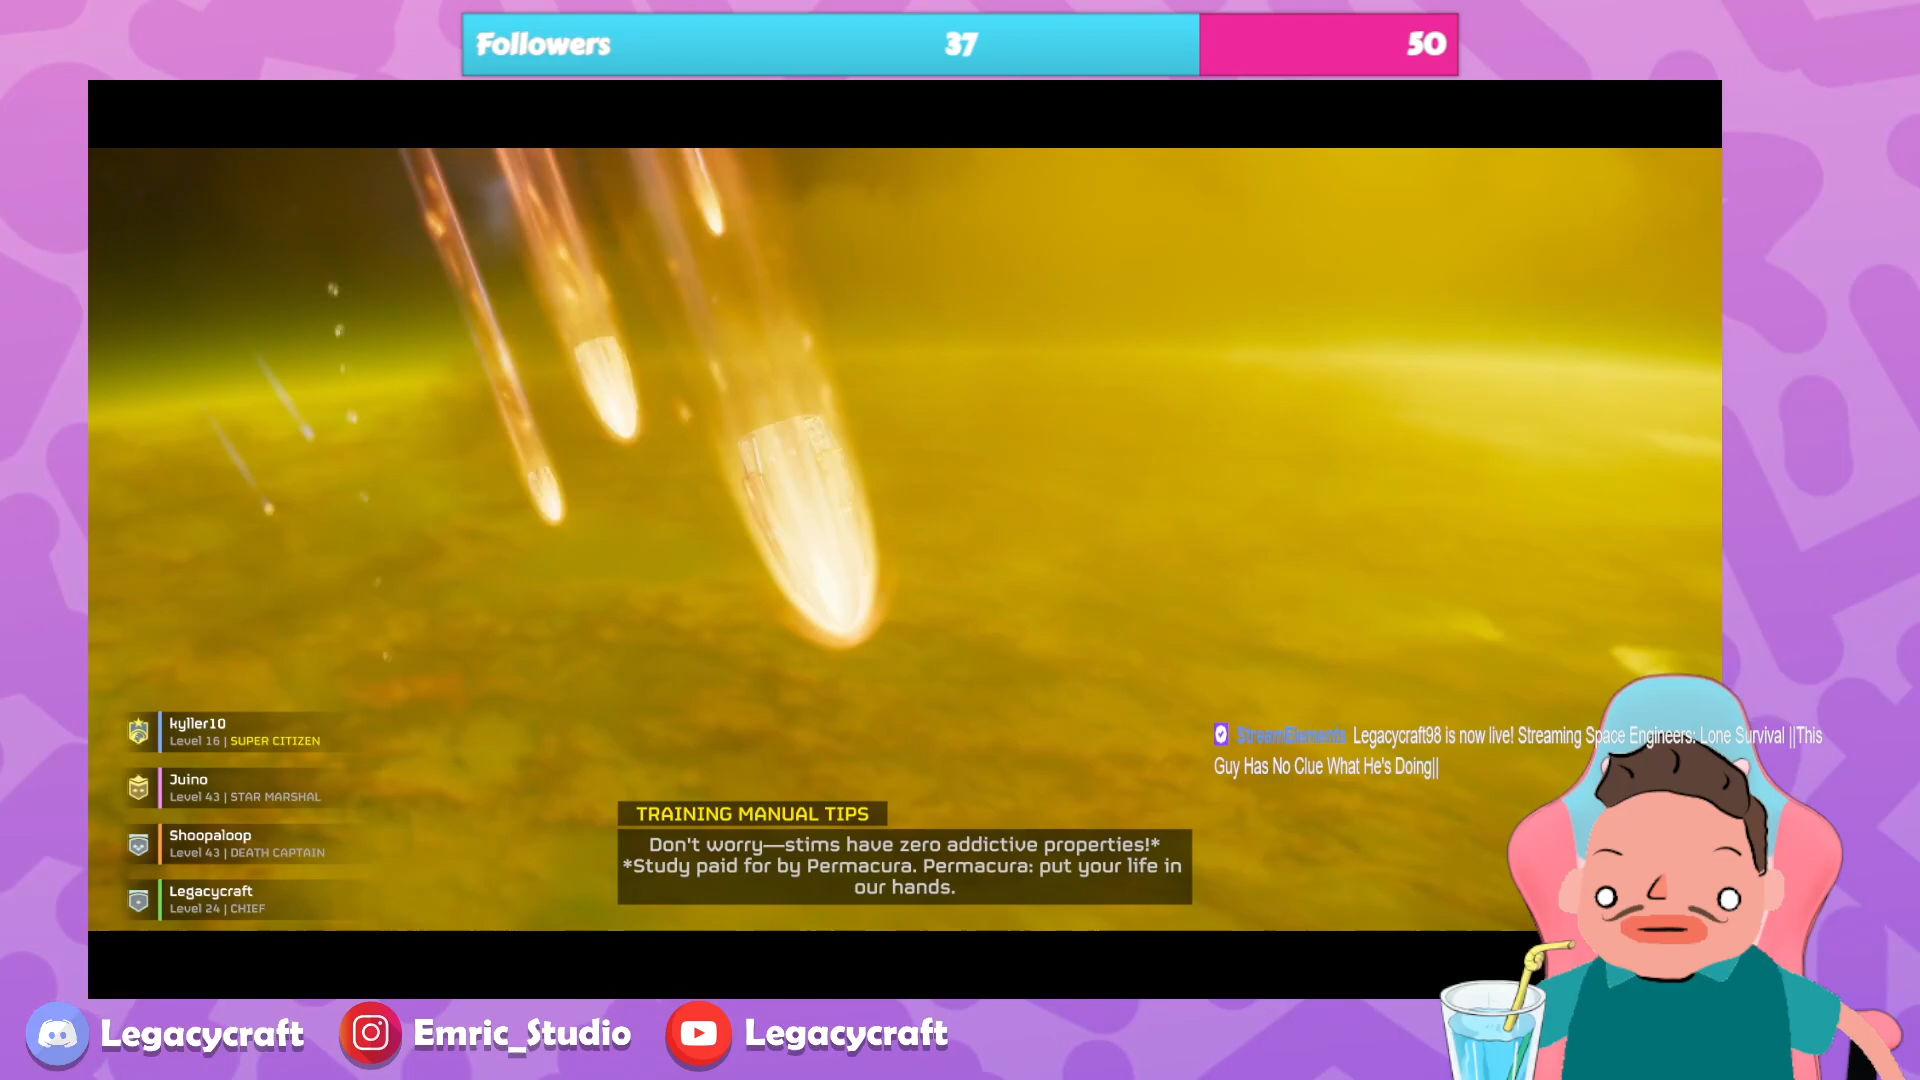 Followers 37 50
kyller10
Level 16 | SUPER CITIZEN
Juino
Level 43 | STAR MARSHAL
Shoopaloop
Level 43 | DEATH CAPTAIN
Legacycraft
Level 24 | CHIEF
TRAINING MANUAL TIPS
Don't worry—stims have zero addictive properties!*
*Study paid for by Permacura. Permacura: put your life in
our hands.
StreamElements Legacycraft98 is now live! Streaming Space Engineers: Lone Survival ||This
Guy Has No Clue What He's Doing||
Legacycraft Emric_Studio Legacycraft